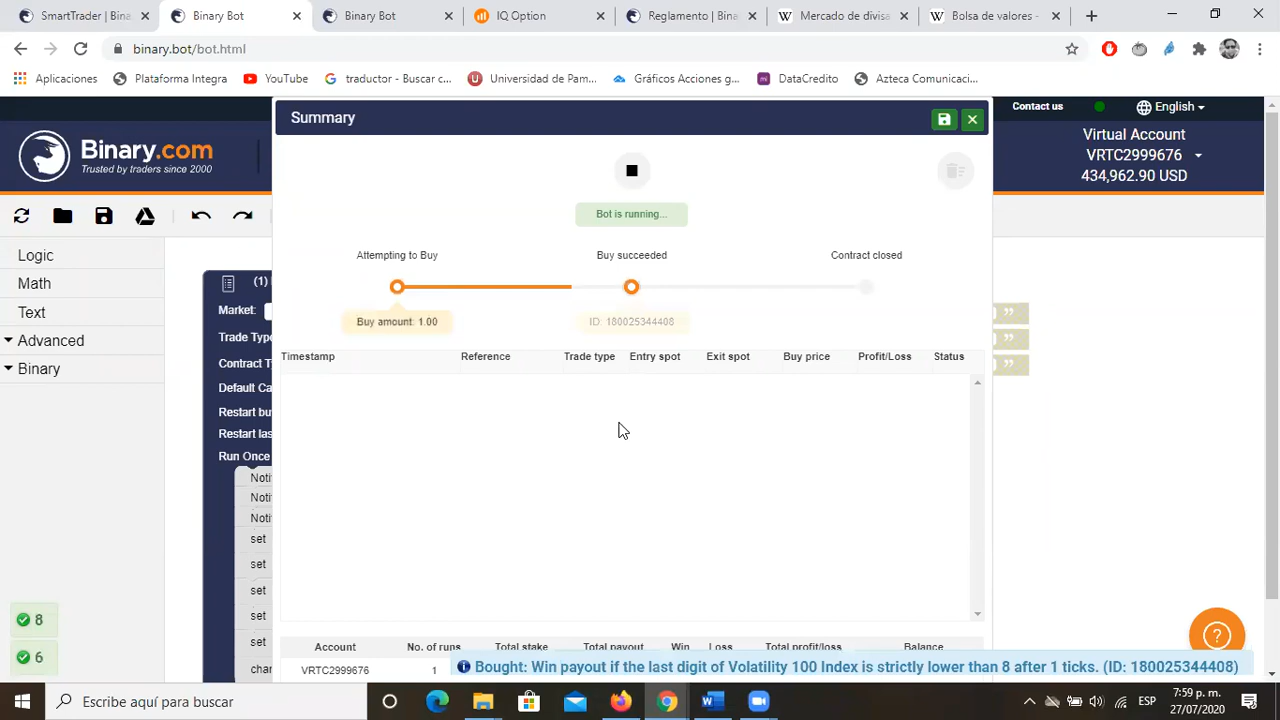 SmartTrader | Bina
Binary Bot
Binary Bot
IQ Option
Reglamento | Bin
Mercado de divisa
Bolsa de valores -
binary.bot/bot.html
Aplicaciones
Plataforma Integra
YouTube
traductor - Buscar c...
Universidad de Pam...
Gráficos Acciones g...
DataCredito
Azteca Comunicaci...
Summary
Contact us
English
Binary.com
Trusted by traders since 2000
Virtual Account
VRTC2999676
434,962.90 USD
Bot is running...
Attempting to Buy
Buy succeeded
Contract closed
Buy amount: 1.00
ID: 180025344408
Timestamp Reference Trade type Entry spot Exit spot Buy price Profit/Loss Status
Logic
Math
Text
Advanced
Binary
(1)
Market:
Trade Type
Contract T
Default Ca
Restart bu
Restart las
Run Once
Noti
Noti
Noti
set
set
set
set
set
char
8
6
Account No. of runs Total stake Total payout Win Loss Total profit/loss Balance
VRTC2999676 1
Bought: Win payout if the last digit of Volatility 100 Index is strictly lower than 8 after 1 ticks. (ID: 180025344408)
Escribe aquí para buscar
ESP
7:59 p. m.
27/07/2020